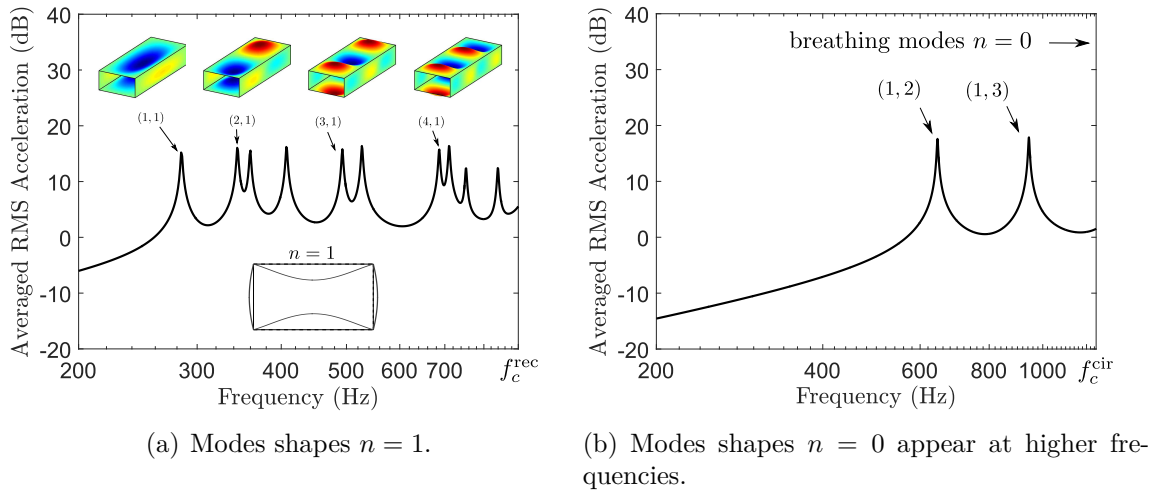 40
30
20
10
0
-10
-20
Averaged RMS Acceleration (dB)
(1, 1)
(2, 1)
(3, 1)
(4, 1)
n = 1
200
300
400
500
600
700
f_c^rec
Frequency (Hz)
(a) Modes shapes n = 1.
40
30
20
10
0
-10
-20
Averaged RMS Acceleration (dB)
breathing modes n = 0
(1, 2)
(1, 3)
200
400
600
800
1000
f_c^cir
Frequency (Hz)
(b) Modes shapes n = 0 appear at higher fre-
quencies.